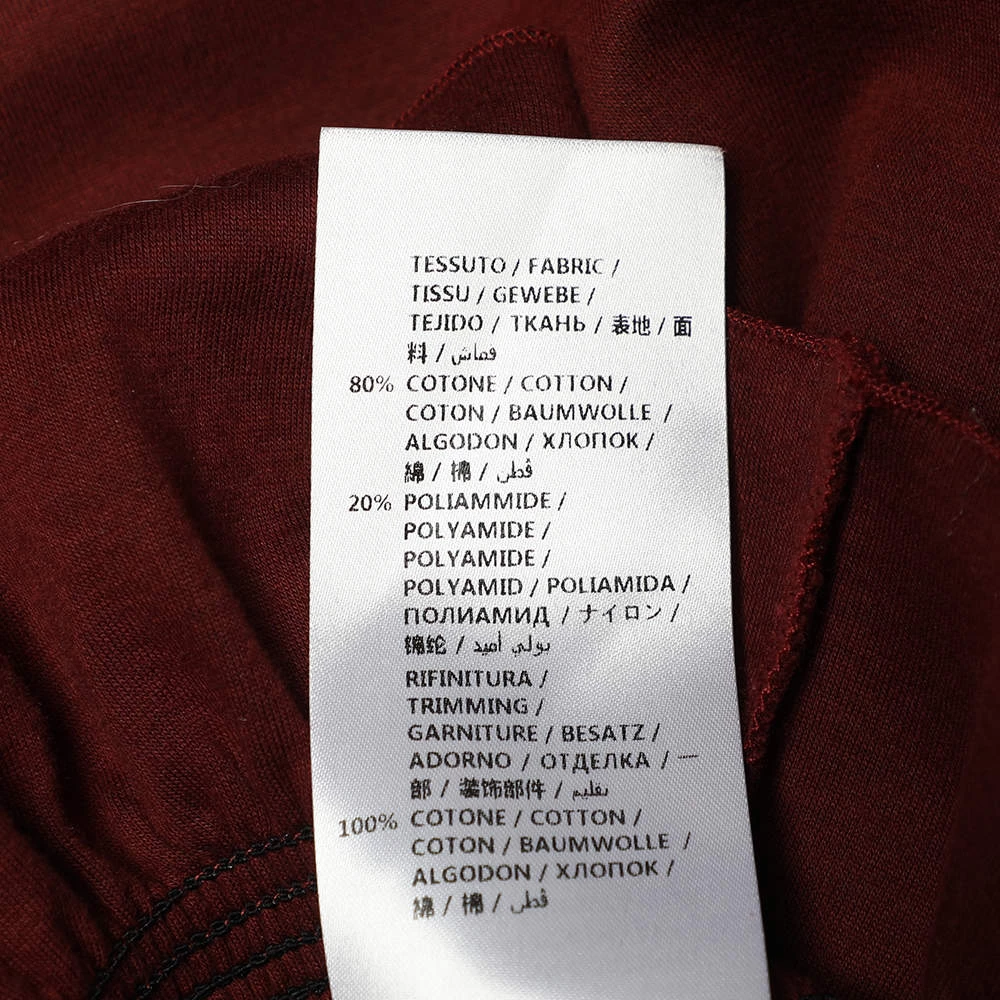 TESSUTO / FABRIC /
TISSU / GEWEBE /
TEJIDO / ТКАНЬ / 表地 / 面
料 / قماش
80% COTONE / COTTON /
COTON / BAUMWOLLE /
ALGODON / ХЛОПОК /
綿 / 棉 / قطن
20% POLIAMMIDE /
POLYAMIDE /
POLYAMIDE /
POLYAMID / POLIAMIDA /
ПОЛИАМИД / ナイロン /
锦纶 / بولي أميد
RIFINITURA /
TRIMMING /
GARNITURE / BESATZ /
ADORNO / ОТДЕЛКА / 一
部 / 装饰部件 / تقليم
100% COTONE / COTTON /
COTON / BAUMWOLLE /
ALGODON / ХЛОПОК /
綿 / 棉 / قطن